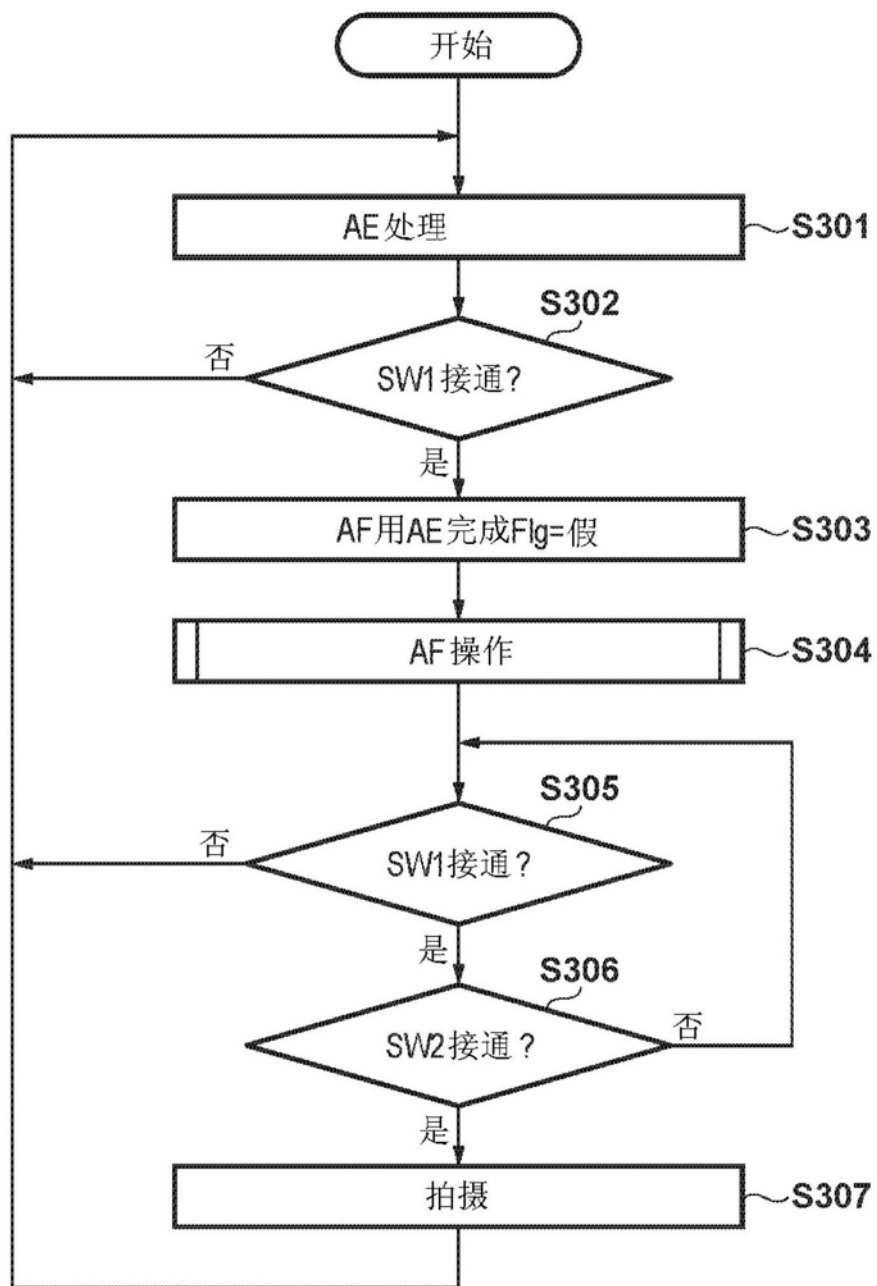 开始
AE处理
S301
S302
SW1接通?
否
是
AF用AE完成Flg=假
S303
AF操作
S304
S305
SW1接通?
否
是
S306
SW2接通?
否
是
拍摄
S307